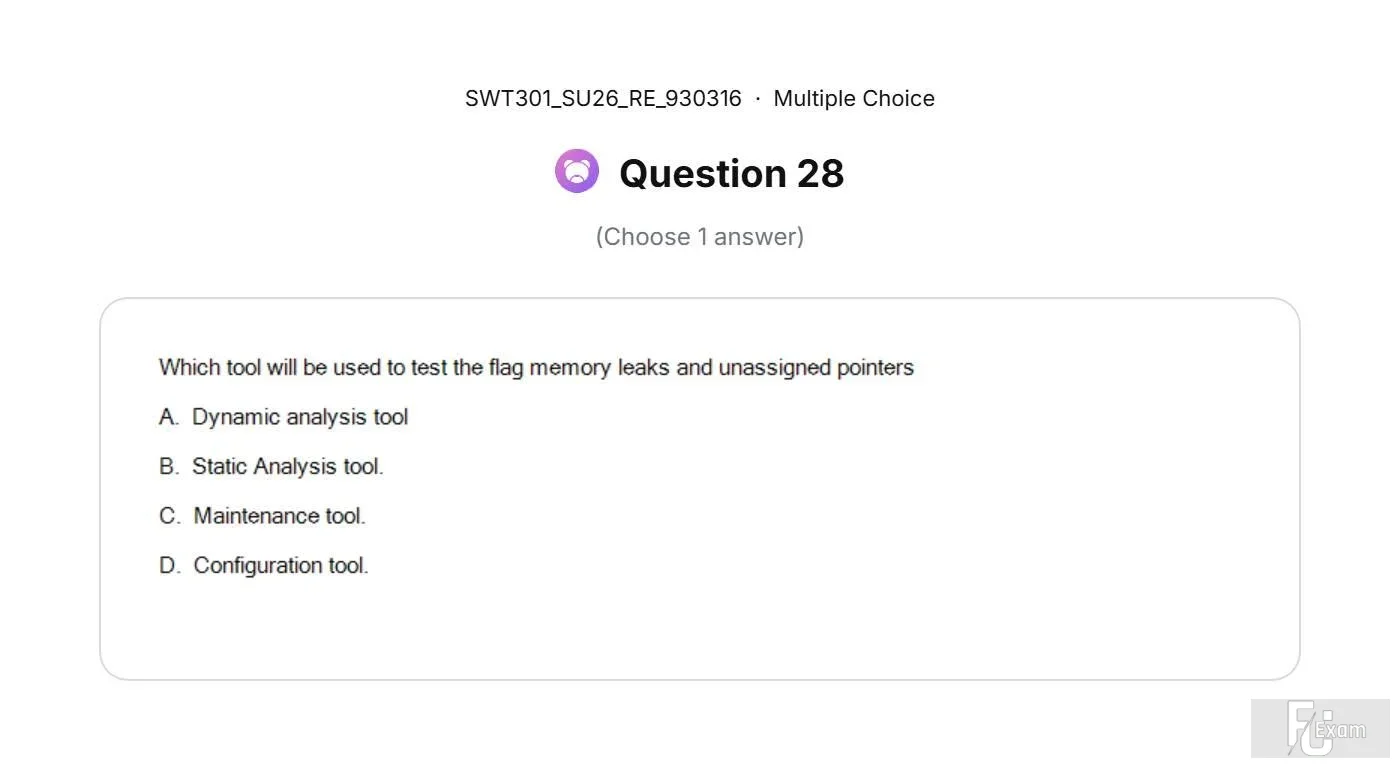 SWT301_SU26_RE_930316 · Multiple Choice
Question 28
(Choose 1 answer)
Which tool will be used to test the flag memory leaks and unassigned pointers
A. Dynamic analysis tool
B. Static Analysis tool.
C. Maintenance tool.
D. Configuration tool.
Exam